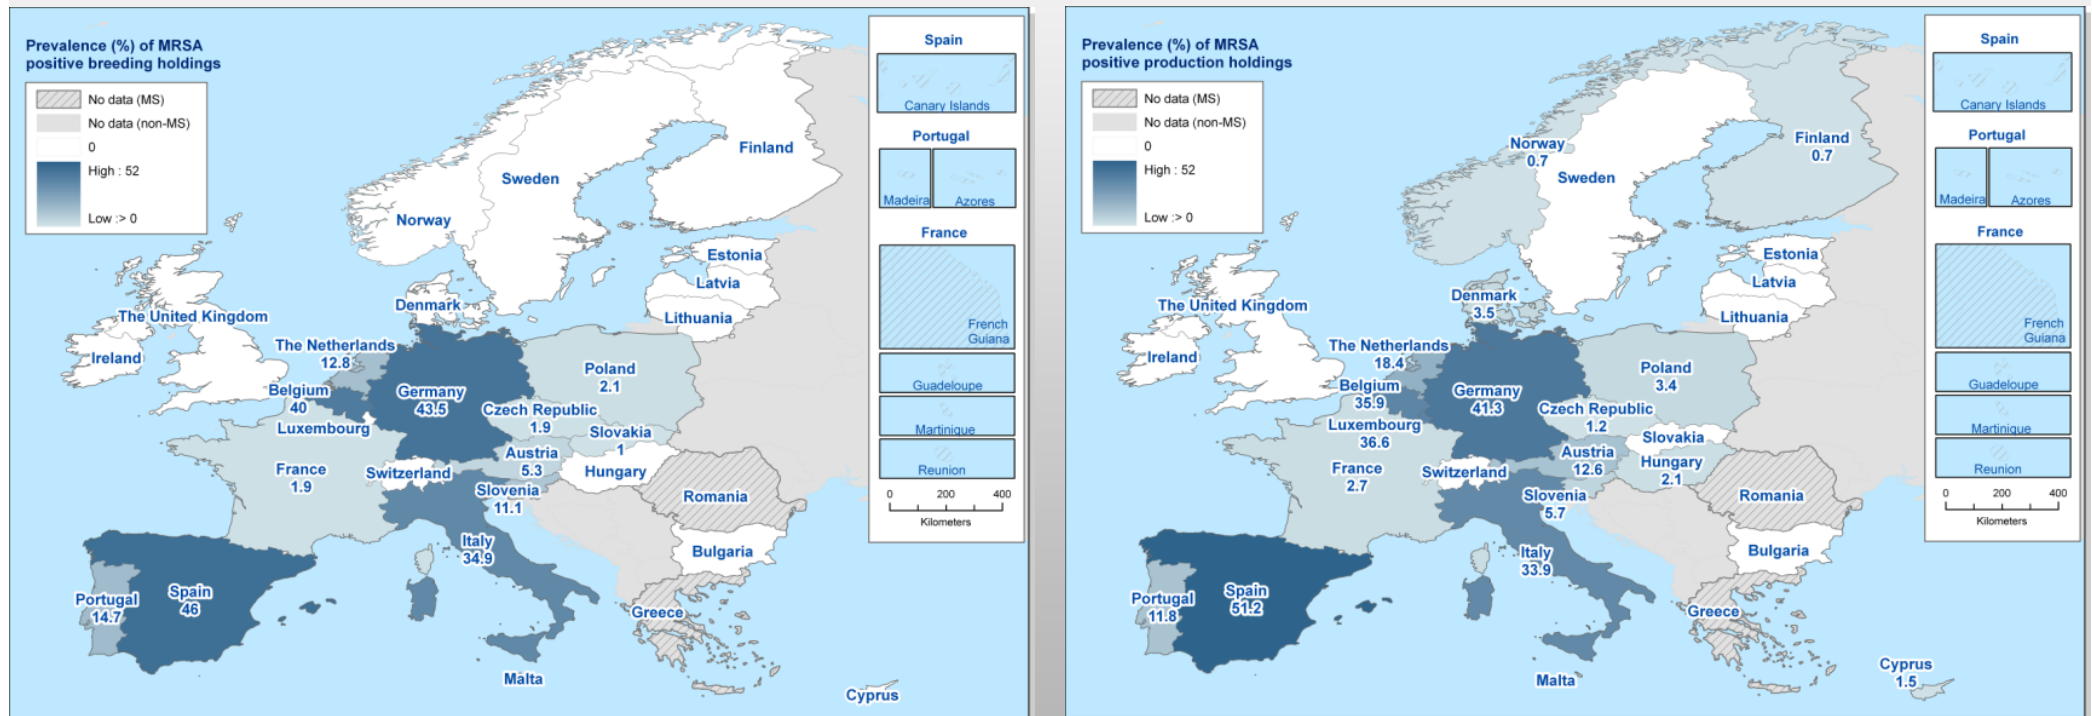 Prevalence (%) of MRSA
positive breeding holdings
No data (MS)
No data (non-MS)
0
High : 52
Low :> 0
Finland
Sweden
Norway
Estonia
Latvia
Lithuania
Denmark
The United Kingdom
Ireland
The Netherlands
12.8
Belgium
40
Luxembourg
Germany
43.5
Poland
2.1
Czech Republic
1.9
Slovakia
1
Austria
5.3
Hungary
France
1.9
Switzerland
Slovenia
11.1
Romania
Italy
34.9
Bulgaria
Portugal
14.7
Spain
46
Greece
Malta
Cyprus
Spain
Canary Islands
Portugal
Madeira
Azores
France
French
Guiana
Guadeloupe
Martinique
Reunion
0 200 400
Kilometers
Prevalence (%) of MRSA
positive production holdings
No data (MS)
No data (non-MS)
0
High : 52
Low :> 0
Norway
0.7
Finland
0.7
Sweden
Estonia
Latvia
Lithuania
Denmark
3.5
The United Kingdom
Ireland
The Netherlands
18.4
Belgium
35.9
Luxembourg
36.6
Germany
41.3
Poland
3.4
Czech Republic
1.2
Slovakia
Austria
12.6
Hungary
2.1
France
2.7
Switzerland
Slovenia
5.7
Romania
Italy
33.9
Bulgaria
Portugal
11.8
Spain
51.2
Greece
Malta
Cyprus
1.5
Spain
Canary Islands
Portugal
Madeira
Azores
France
French
Guiana
Guadeloupe
Martinique
Reunion
0 200 400
Kilometers